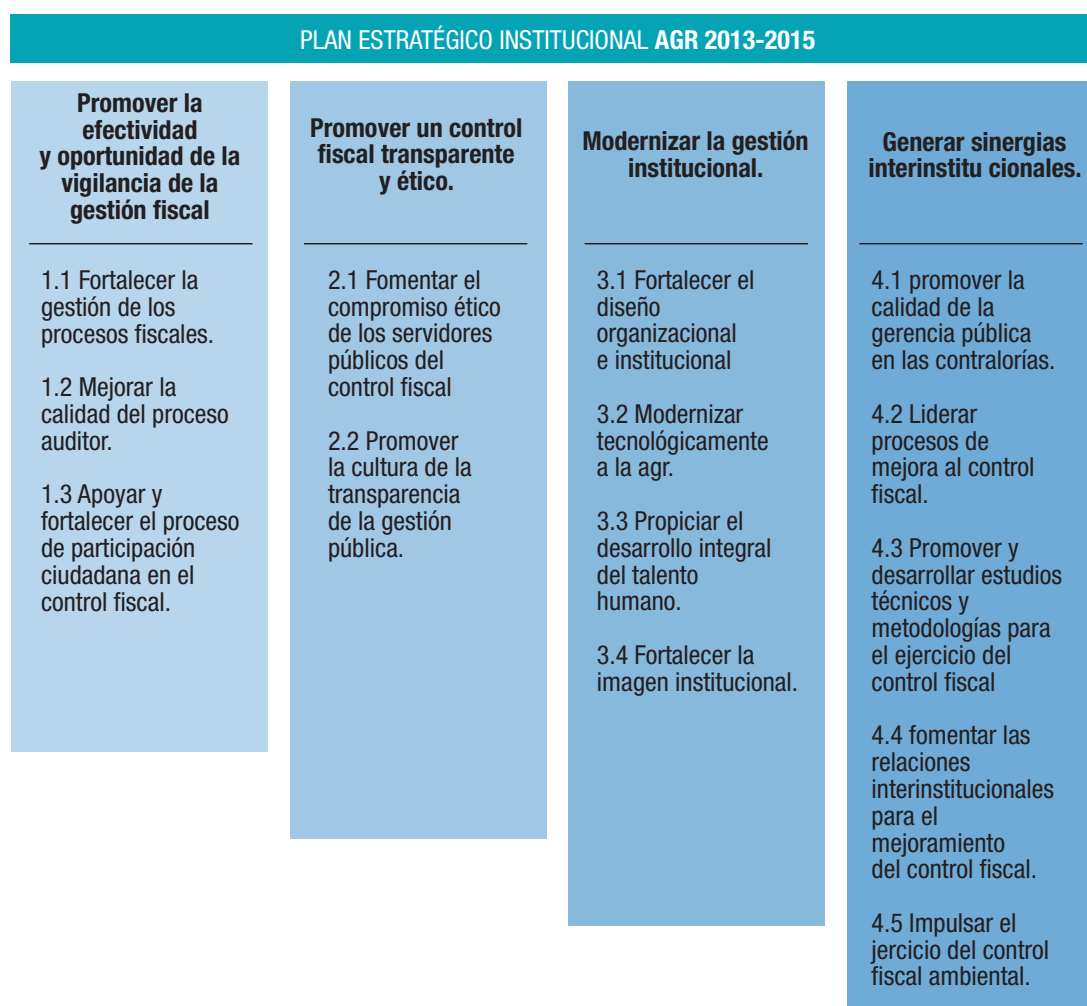 PLAN ESTRATÉGICO INSTITUCIONAL AGR 2013-2015
Promover la
efectividad
y oportunidad de la
vigilancia de la
gestión fiscal
1.1 Fortalecer la
gestión de los
procesos fiscales.
1.2 Mejorar la
calidad del proceso
auditor.
1.3 Apoyar y
fortalecer el proceso
de participación
ciudadana en el
control fiscal.
Promover un control
fiscal transparente
y ético.
2.1 Fomentar el
compromiso ético
de los servidores
públicos del
control fiscal
2.2 Promover
la cultura de la
transparencia
de la gestión
pública.
Modernizar la gestión
institucional.
3.1 Fortalecer el
diseño
organizacional
e institucional
3.2 Modernizar
tecnológicamente
a la agr.
3.3 Propiciar el
desarrollo integral
del talento
humano.
3.4 Fortalecer la
imagen institucional.
Generar sinergias
interinstitu cionales.
4.1 promover la
calidad de la
gerencia pública
en las contralorías.
4.2 Liderar
procesos de
mejora al control
fiscal.
4.3 Promover y
desarrollar estudios
técnicos y
metodologías para
el ejercicio del
control fiscal
4.4 fomentar las
relaciones
interinstitucionales
para el
mejoramiento
del control fiscal.
4.5 Impulsar el
jercicio del control
fiscal ambiental.